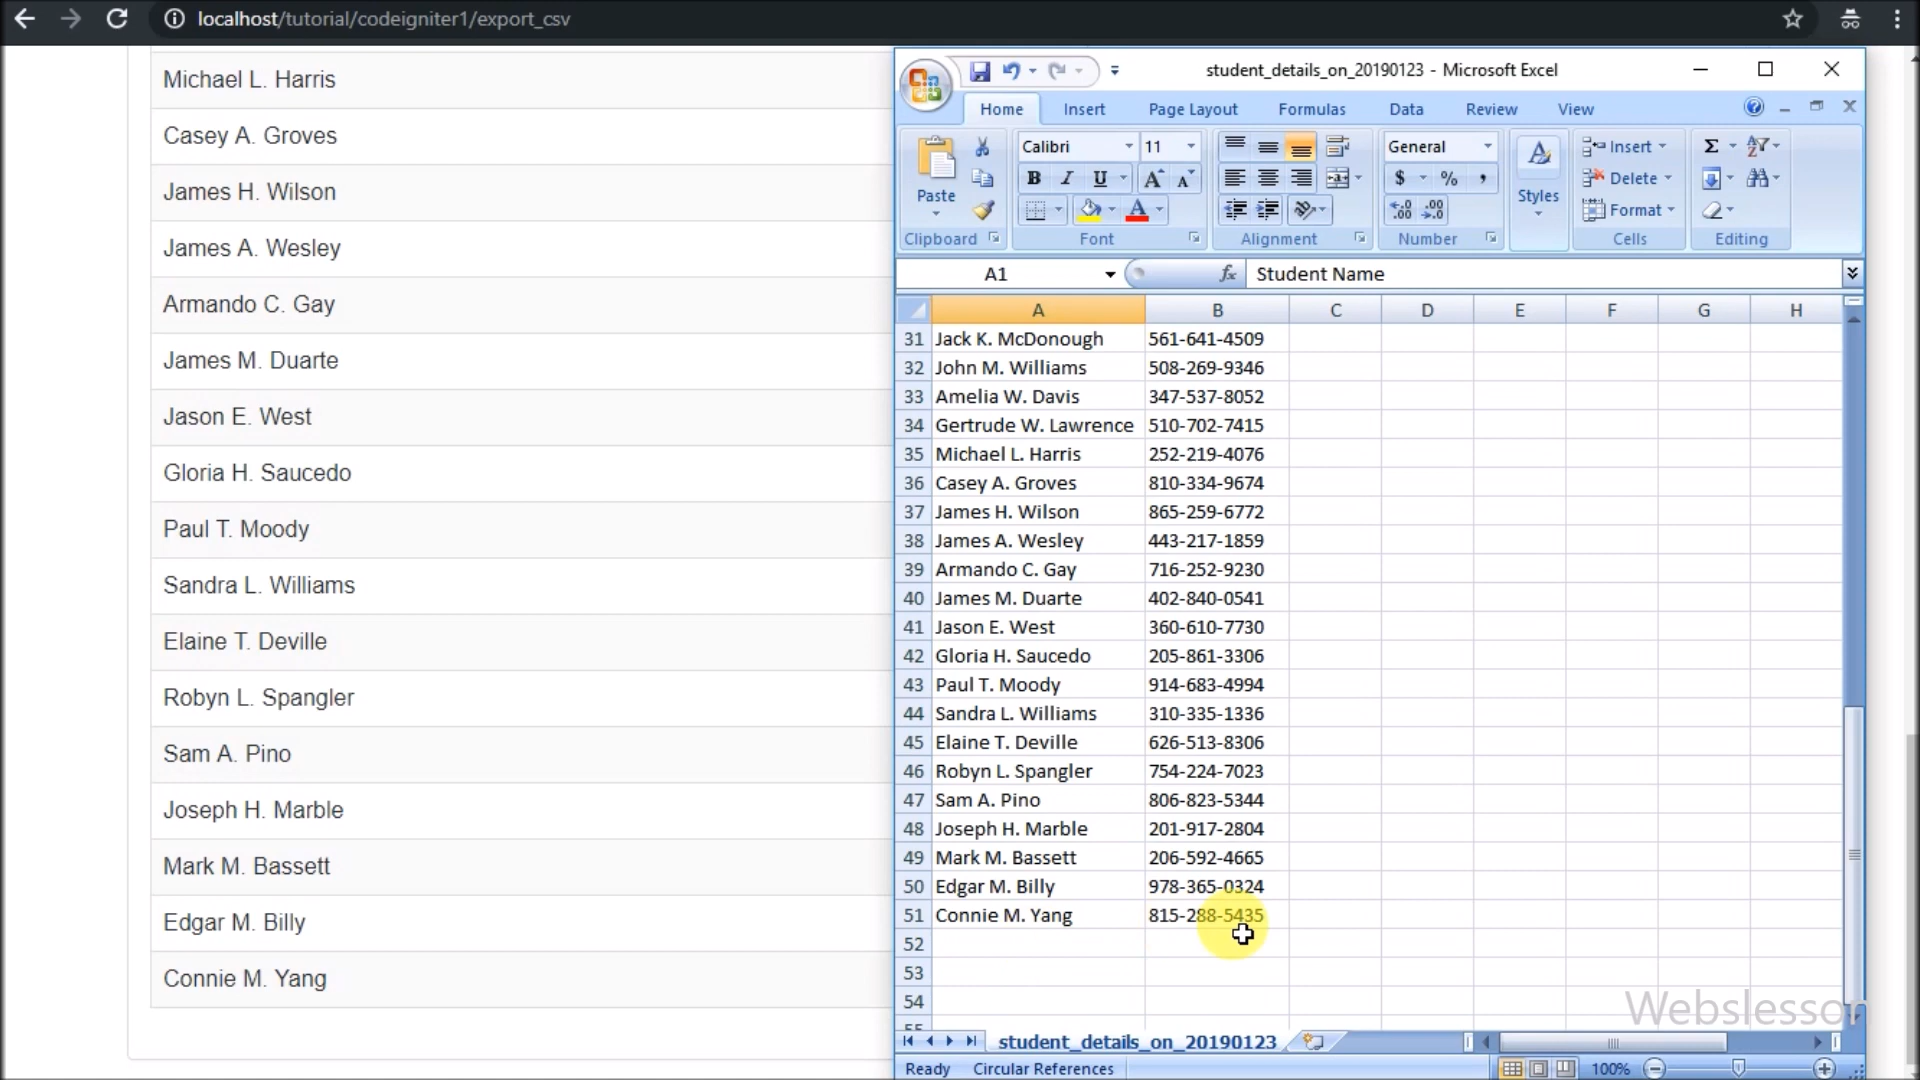 localhost/tutorial/codeigniter1/export_csv
Michael L. Harris
Casey A. Groves
James H. Wilson
James A. Wesley
Armando C. Gay
James M. Duarte
Jason E. West
Gloria H. Saucedo
Paul T. Moody
Sandra L. Williams
Elaine T. Deville
Robyn L. Spangler
Sam A. Pino
Joseph H. Marble
Mark M. Bassett
Edgar M. Billy
Connie M. Yang
student_details_on_20190123 - Microsoft Excel
Home Insert Page Layout Formulas Data Review View
Calibri 11 General Insert
B I U A A $ % , Delete
Paste Styles
A Format
Clipboard Font Alignment Number Cells Editing
A1 fx Student Name
A B C D E F G H
31 Jack K. McDonough 561-641-4509
32 John M. Williams 508-269-9346
33 Amelia W. Davis 347-537-8052
34 Gertrude W. Lawrence 510-702-7415
35 Michael L. Harris 252-219-4076
36 Casey A. Groves 810-334-9674
37 James H. Wilson 865-259-6772
38 James A. Wesley 443-217-1859
39 Armando C. Gay 716-252-9230
40 James M. Duarte 402-840-0541
41 Jason E. West 360-610-7730
42 Gloria H. Saucedo 205-861-3306
43 Paul T. Moody 914-683-4994
44 Sandra L. Williams 310-335-1336
45 Elaine T. Deville 626-513-8306
46 Robyn L. Spangler 754-224-7023
47 Sam A. Pino 806-823-5344
48 Joseph H. Marble 201-917-2804
49 Mark M. Bassett 206-592-4665
50 Edgar M. Billy 978-365-0324
51 Connie M. Yang 815-288-5435
52
53
54
55
Webslesson
student_details_on_20190123
Ready Circular References 100%